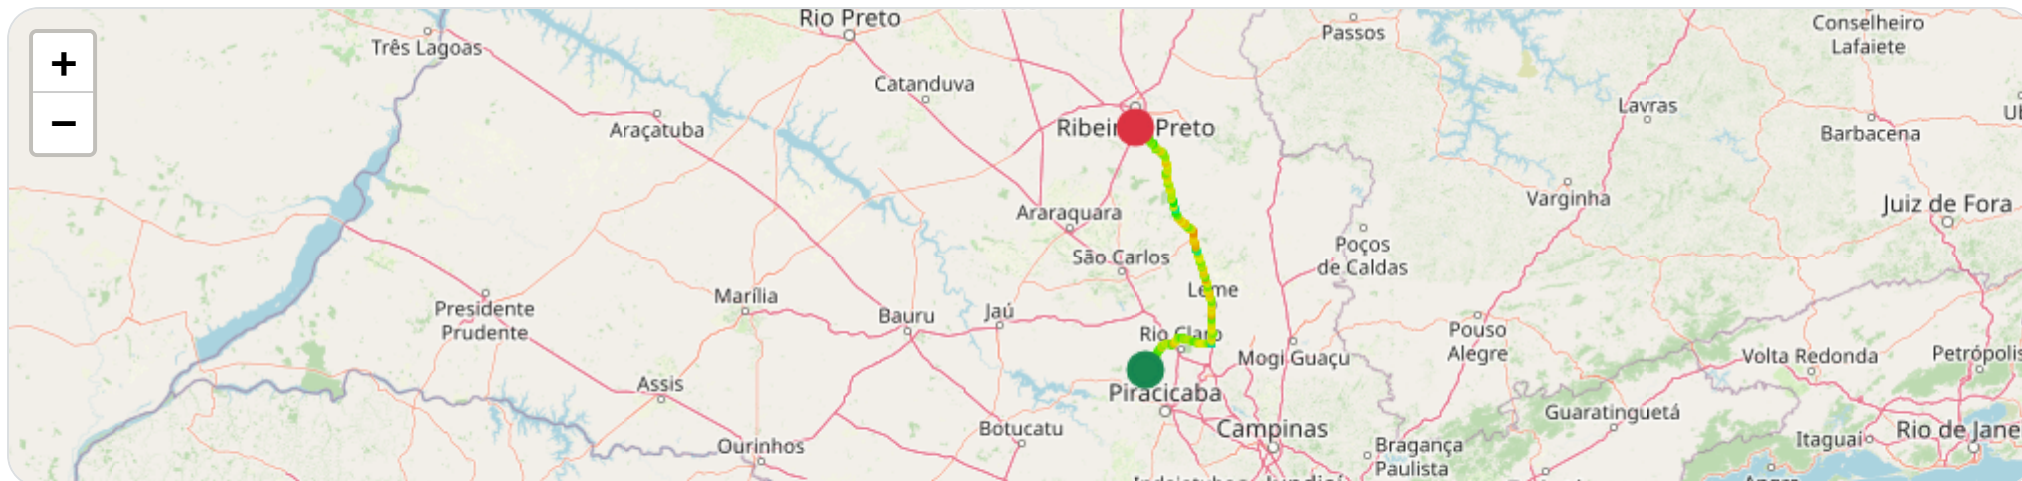 +
−
Rio Preto
Três Lagoas
Passos
Conselheiro
Lafaiete
Catanduva
Araçatuba
Lavras
Barbacena
Preto
Varginha
Juiz de Fora
Araraquara
São Carlos
Poços
de Caldas
Leme
Presidente
Prudente
Marília
Bauru
Jaú
Rio Claro
Mogi Guaçu
Pouso
Alegre
Volta Redonda
Petrópolis
Piracicaba
Assis
Guaratinguetá
Botucatu
Campinas
Itaguaí
Rio de Jane
Ourinhos
Bragança
Paulista